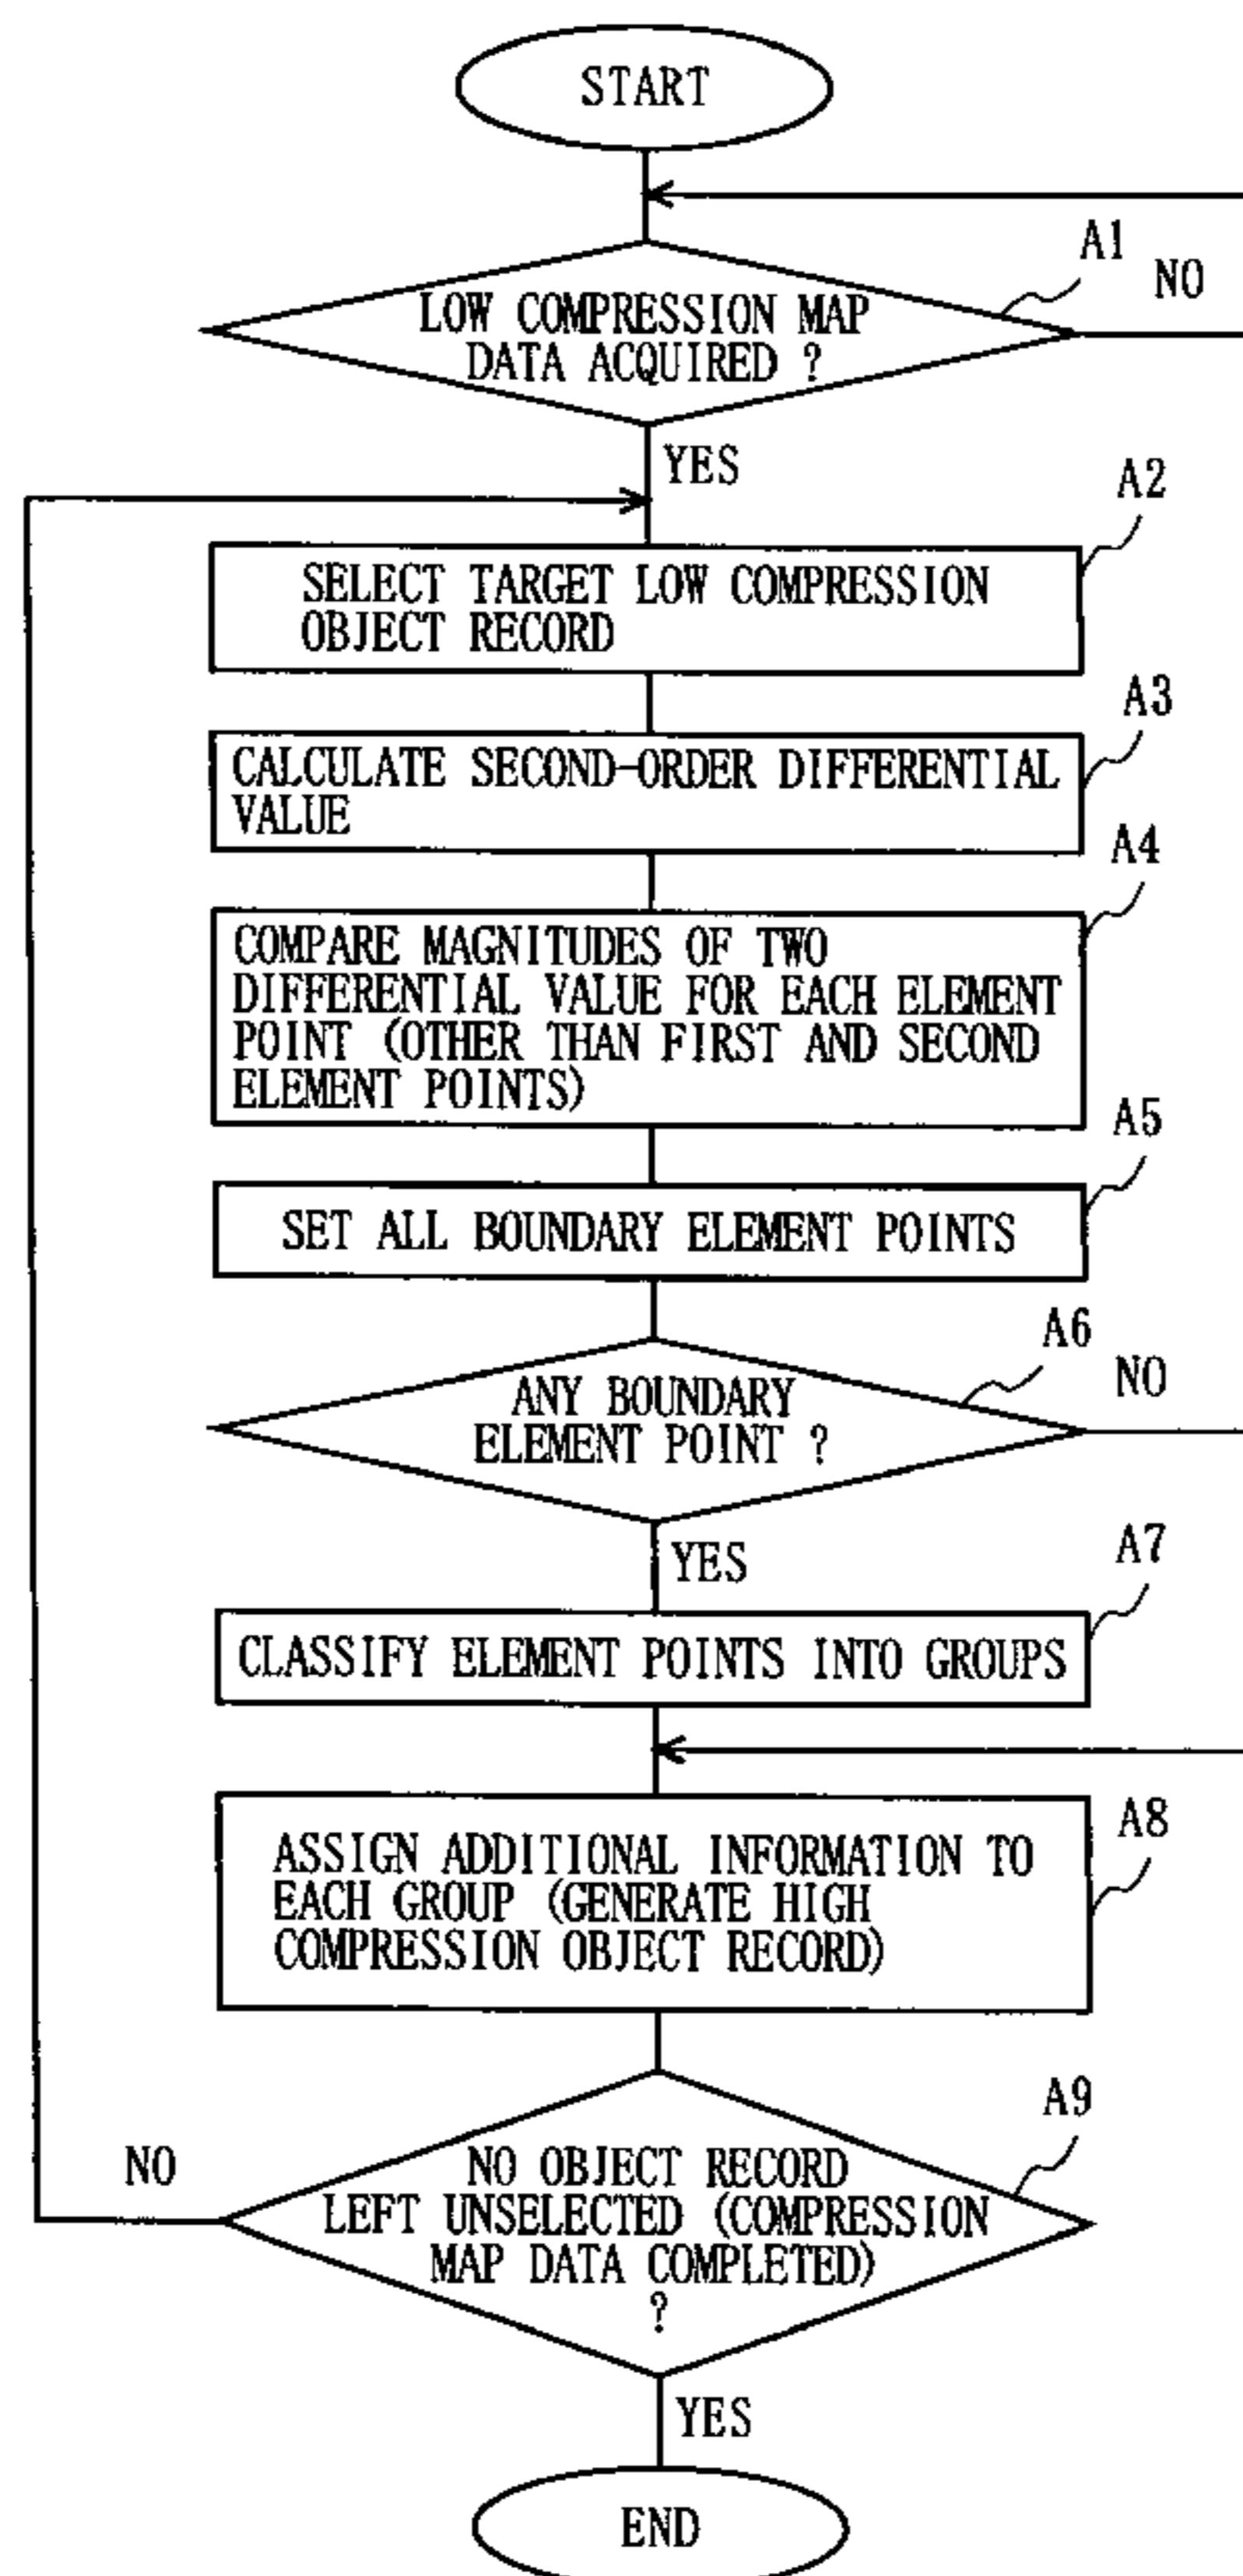 START
A1
NO
LOW COMPRESSION MAP
DATA ACQUIRED ?
YES
A2
SELECT TARGET LOW COMPRESSION
OBJECT RECORD
A3
CALCULATE SECOND-ORDER DIFFERENTIAL
VALUE
A4
COMPARE MAGNITUDES OF TWO
DIFFERENTIAL VALUE FOR EACH ELEMENT
POINT (OTHER THAN FIRST AND SECOND
ELEMENT POINTS)
A5
SET ALL BOUNDARY ELEMENT POINTS
A6
NO
ANY BOUNDARY
ELEMENT POINT ?
YES
A7
CLASSIFY ELEMENT POINTS INTO GROUPS
A8
ASSIGN ADDITIONAL INFORMATION TO
EACH GROUP (GENERATE HIGH
COMPRESSION OBJECT RECORD)
A9
NO
NO OBJECT RECORD
LEFT UNSELECTED (COMPRESSION
MAP DATA COMPLETED)
?
YES
END